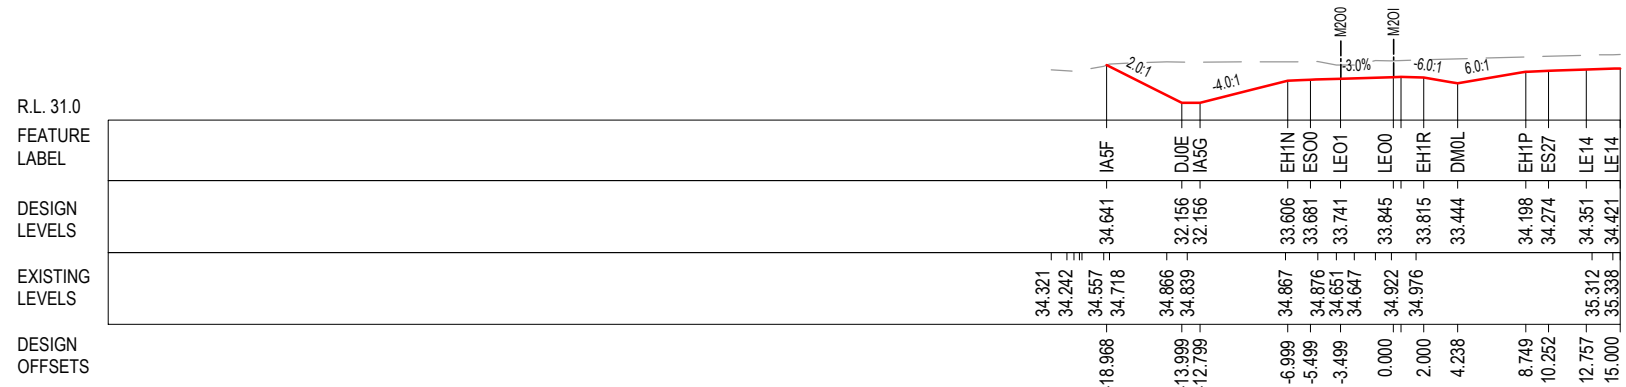 M2O0 M2OI
2.0:1 -4.0:1 -3.0% -6.0:1 6.0:1
R.L. 31.0
FEATURE
LABEL
IA5F DJ0E IA5G EH1N ESO0 LEO1 LEO0 EH1R DM0L EH1P ES27 LE14 LE14
DESIGN
LEVELS
34.641 32.156 32.156 33.606 33.681 33.741 33.845 33.815 33.444 34.198 34.274 34.351 34.421
EXISTING
LEVELS
34.321 34.242 34.557 34.718 34.866 34.839 34.867 34.876 34.651 34.647 34.922 34.976 35.312 35.338
DESIGN
OFFSETS
-18.968 -13.999 -12.799 -6.999 -5.499 -3.499 0.000 2.000 4.238 8.749 10.252 12.757 15.000